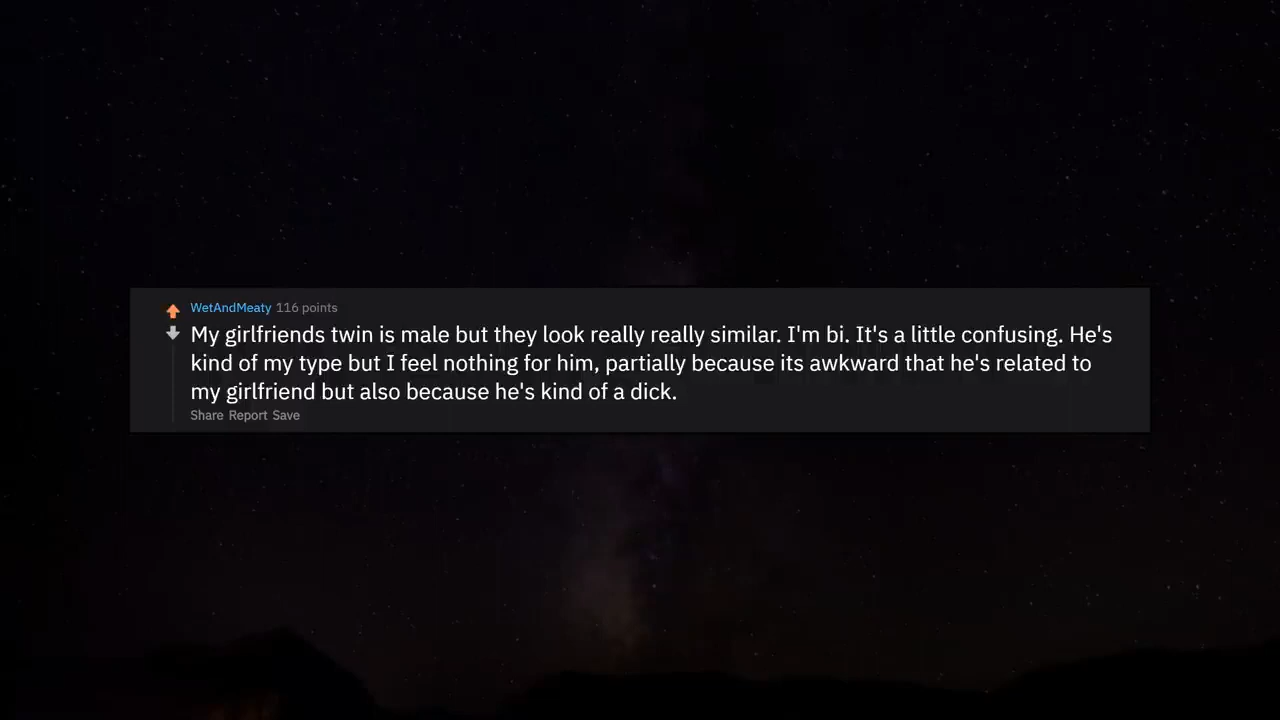 WetAndMeaty 116 points
My girlfriends twin is male but they look really really similar. I'm bi. It's a little confusing. He's
kind of my type but I feel nothing for him, partially because its awkward that he's related to
my girlfriend but also because he's kind of a dick.
Share Report Save